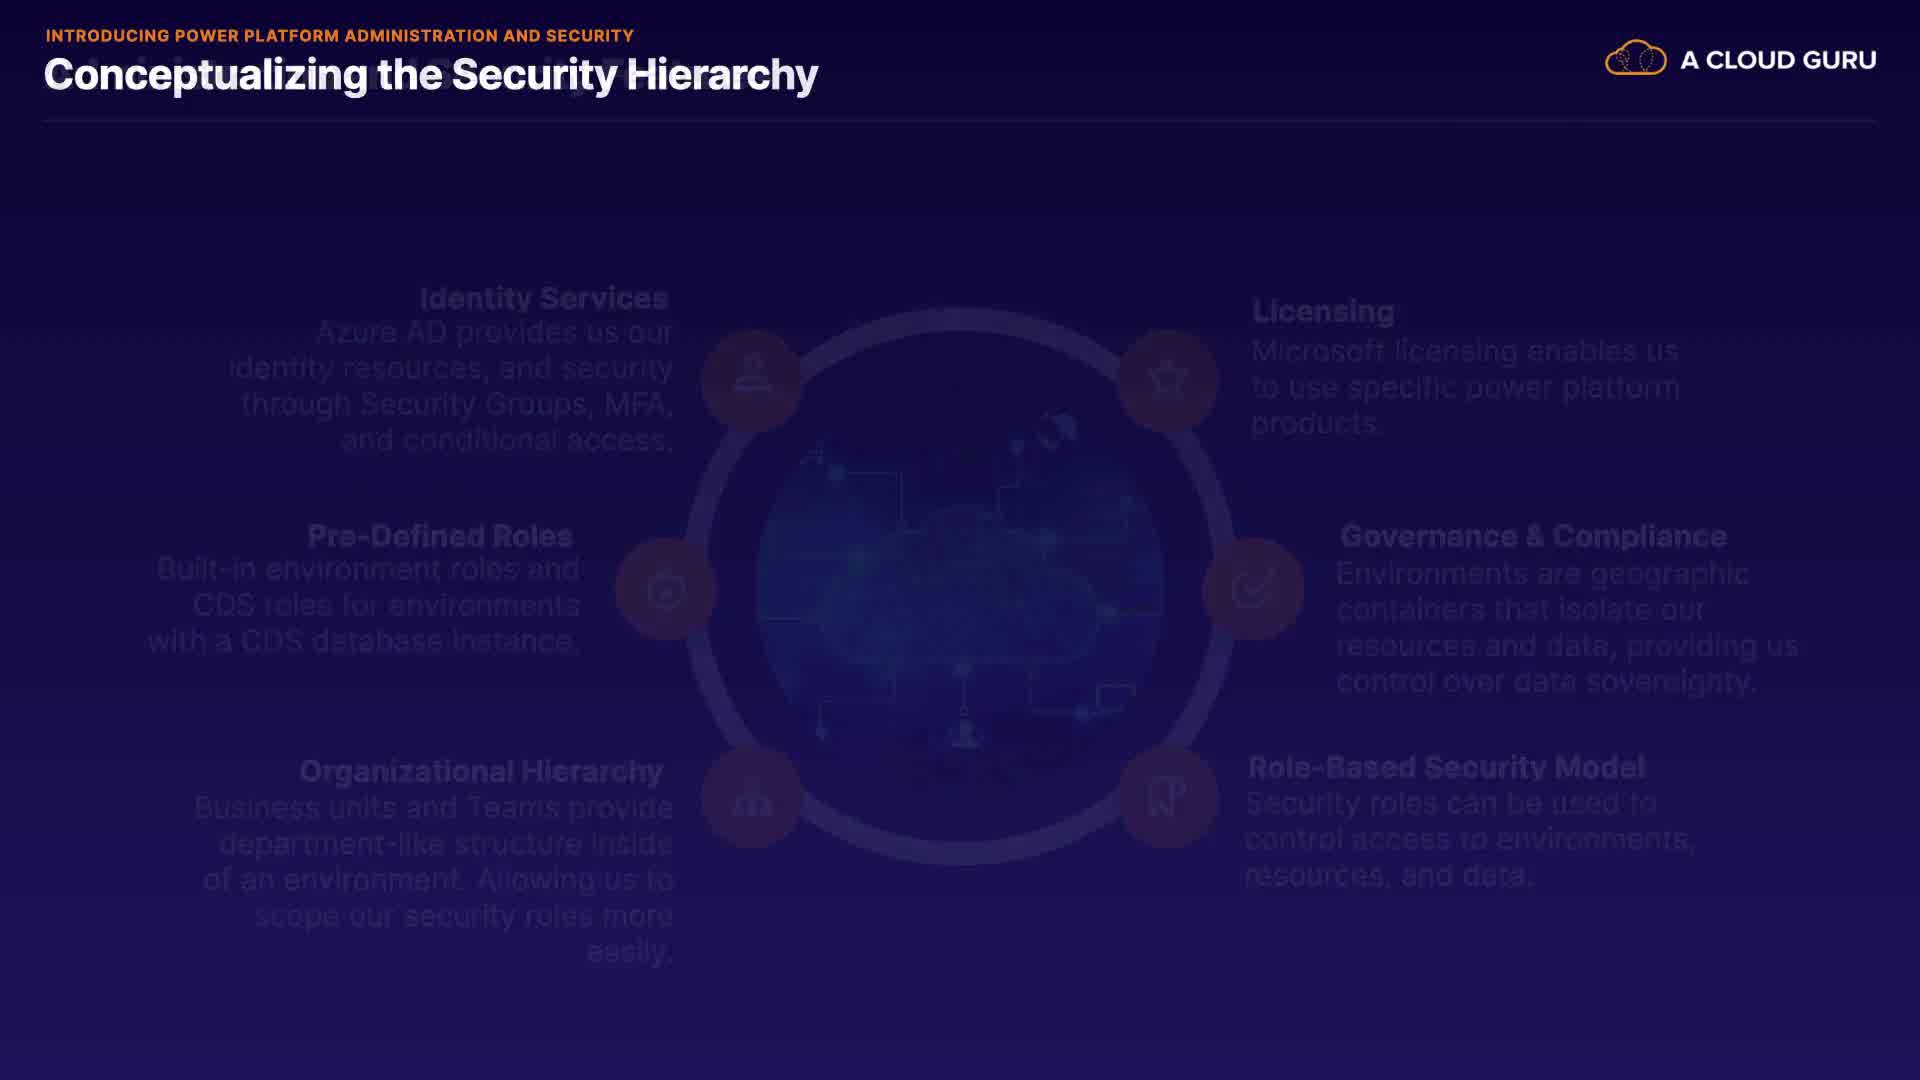 INTRODUCING POWER PLATFORM ADMINISTRATION AND SECURITY
Conceptualizing the Security Hierarchy
A CLOUD GURU
Identity Services
Azure AD provides us our
identity resources, and security
through Security Groups, MFA,
and conditional access.
Pre-Defined Roles
Built-in environment roles and
CDS roles for environments
with a CDS database instance.
Organizational Hierarchy
Business units and Teams provide
department-like structure inside
of an environment. Allowing us to
scope our security roles more
easily.
Licensing
Microsoft licensing enables us
to use specific power platform
products.
Governance & Compliance
Environments are geographic
containers that isolate our
resources and data, providing us
control over data sovereignty.
Role-Based Security Model
Security roles can be used to
control access to environments,
resources, and data.